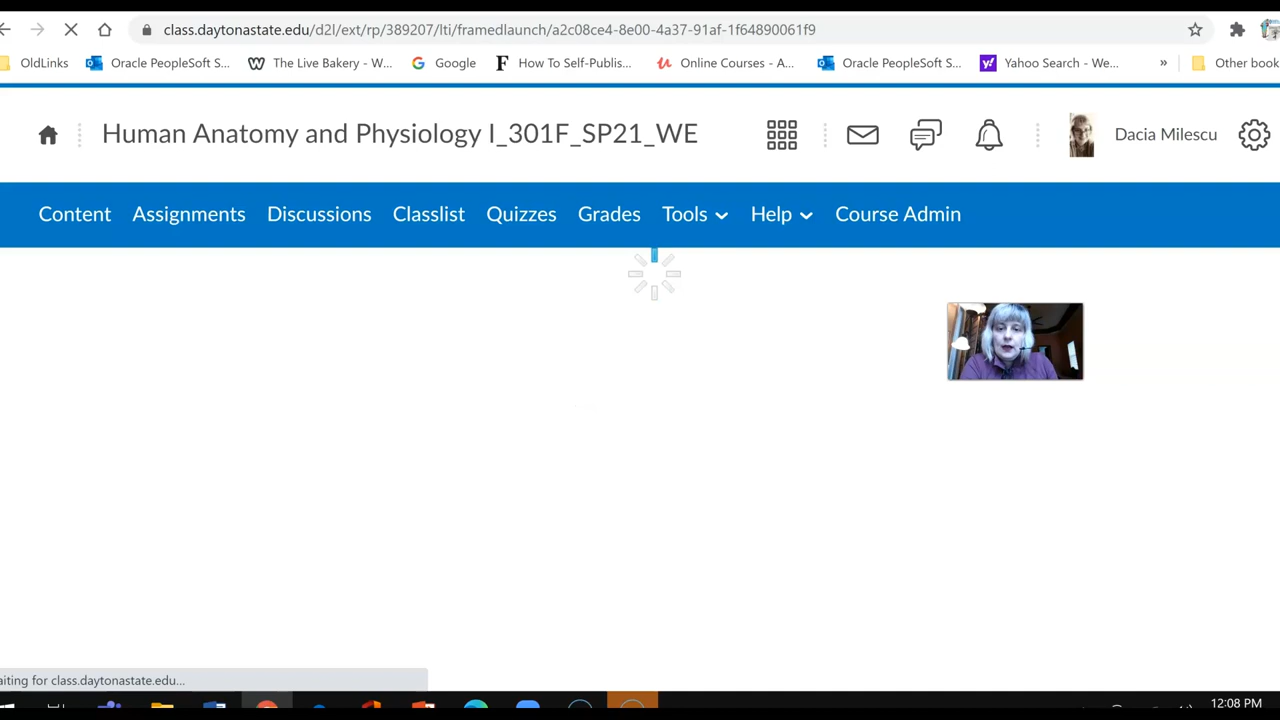 class.daytonastate.edu/d2l/ext/rp/389207/lti/framedlaunch/a2c08ce4-8e00-4a37-91af-1f64890061f9
OldLinks Oracle PeopleSoft S... The Live Bakery - W... Google How To Self-Publis... Online Courses - A... Oracle PeopleSoft S... Yahoo Search - We... » Other book
Human Anatomy and Physiology I_301F_SP21_WE Dacia Milescu
Content Assignments Discussions Classlist Quizzes Grades Tools Help Course Admin
aiting for class.daytonastate.edu...
12:08 PM